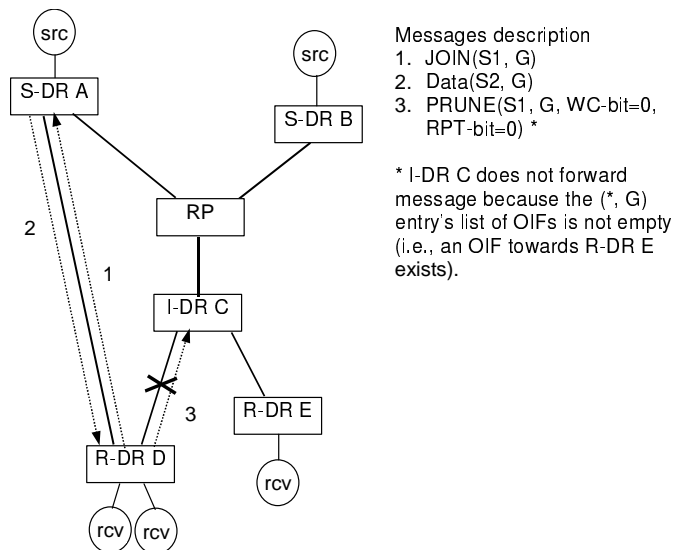 src
S-DR A
src
S-DR B
Messages description
1. JOIN(S1, G)
2. Data(S2, G)
3. PRUNE(S1, G, WC-bit=0,
RPT-bit=0) *
* I-DR C does not forward
message because the (*, G)
entry's list of OIFs is not empty
(i.e., an OIF towards R-DR E
exists).
RP
2
1
I-DR C
3
R-DR E
R-DR D
rcv
rcv
rcv